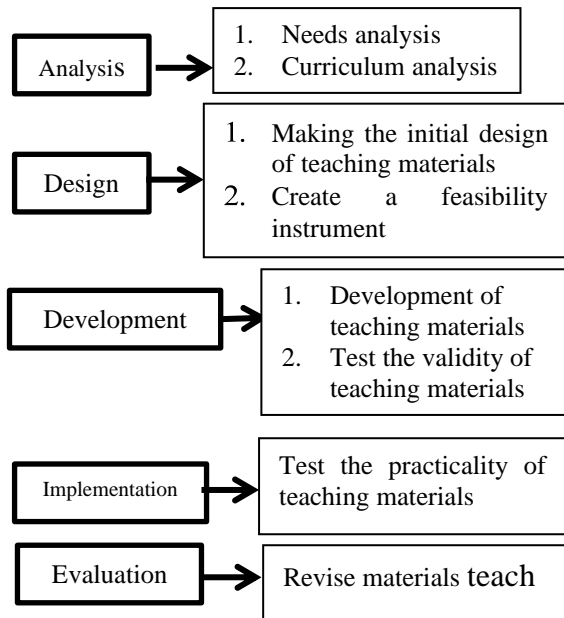 Analysis
1. Needs analysis
2. Curriculum analysis
Design
1. Making the initial design
of teaching materials
2. Create a feasibility
instrument
Development
1. Development of
teaching materials
2. Test the validity of
teaching materials
Implementation
Test the practicality of
teaching materials
Evaluation
Revise materials teach